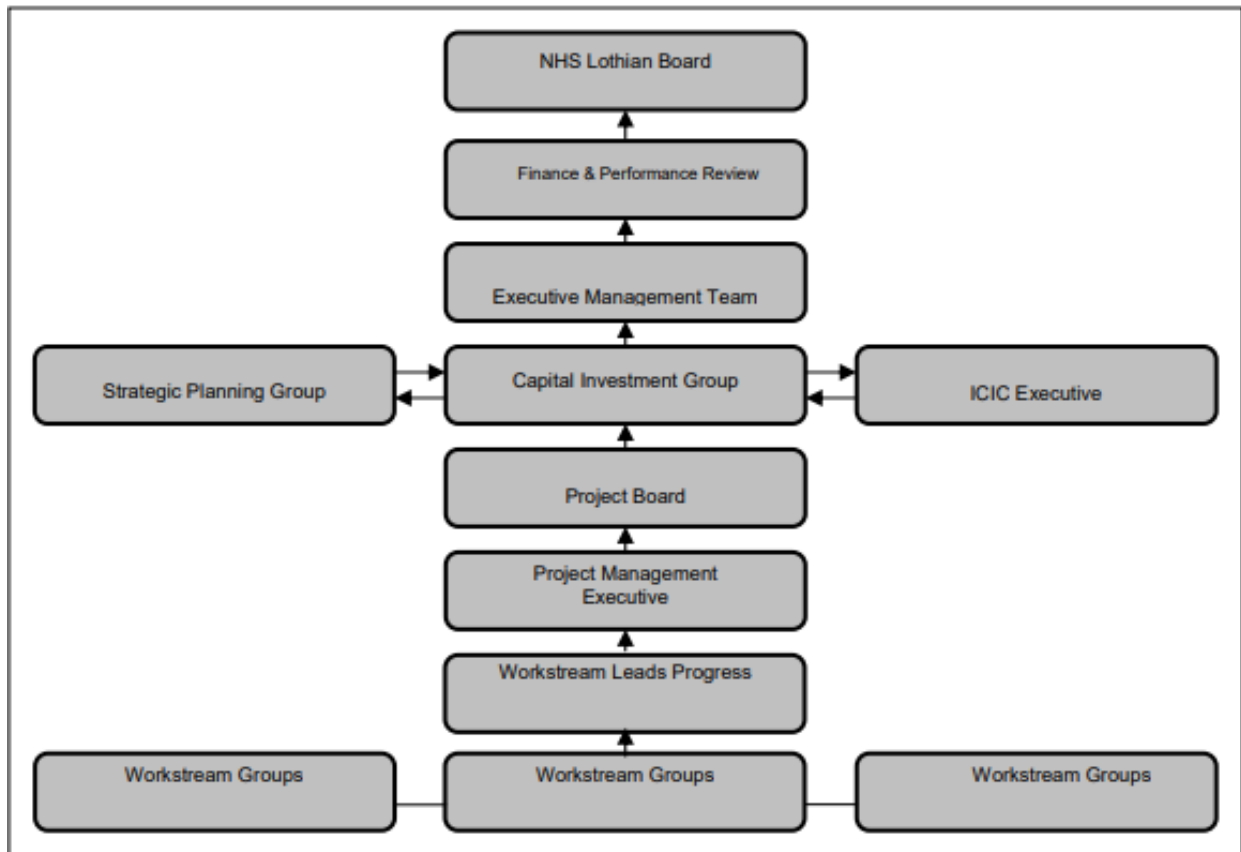 NHS Lothian Board
Finance & Performance Review
Executive Management Team
Strategic Planning Group
Capital Investment Group
ICIC Executive
Project Board
Project Management
Executive
Workstream Leads Progress
Workstream Groups
Workstream Groups
Workstream Groups